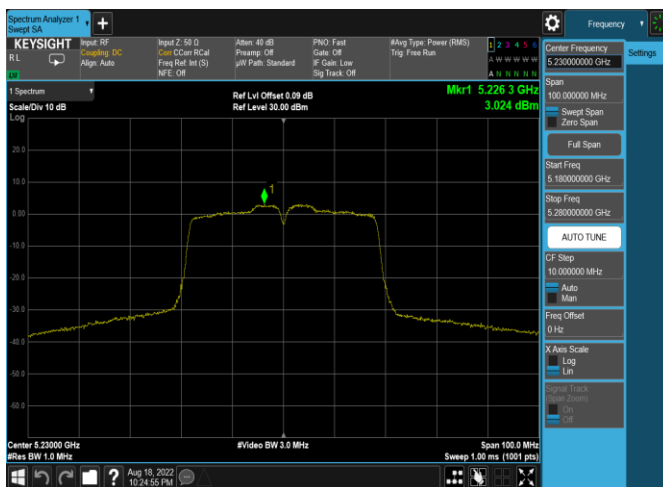 Spectrum Analyzer 1
Swept SA
+
Frequency
KEYSIGHT
R L
LXI
Input: RF
Coupling: DC
Align: Auto
Input Z: 50 Ω
Corr CCorr RCal
Freq Ref: Int (S)
NFE: Off
Atten: 40 dB
Preamp: Off
µW Path: Standard
PNO: Fast
Gate: Off
IF Gain: Low
Sig Track: Off
#Avg Type: Power (RMS)
Trig: Free Run
1 2 3 4 5 6
A W W W W W
A N N N N N
1 Spectrum
Scale/Div 10 dB
Log
Ref Lvl Offset 0.09 dB
Ref Level 30.00 dBm
Mkr1 5.226 3 GHz
3.024 dBm
20.0
10.0
0.00
-10.0
-20.0
-30.0
-40.0
-50.0
-60.0
1
Center 5.23000 GHz
#Res BW 1.0 MHz
#Video BW 3.0 MHz
Span 100.0 MHz
Sweep 1.00 ms (1001 pts)
Aug 18, 2022
10:24:55 PM
Center Frequency
5.230000000 GHz
Settings
Span
100.000000 MHz
Swept Span
Zero Span
Full Span
Start Freq
5.180000000 GHz
Stop Freq
5.280000000 GHz
AUTO TUNE
CF Step
10.000000 MHz
Auto
Man
Freq Offset
0 Hz
X Axis Scale
Log
Lin
Signal Track
(Span Zoom)
On
Off